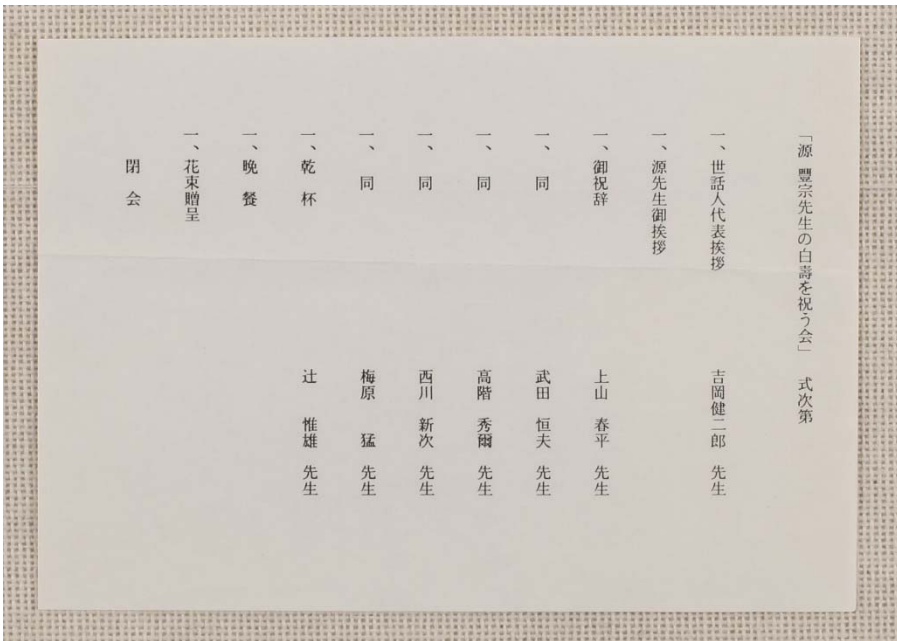 「源 豐宗先生の白壽を祝う会」 式次第
一、世話人代表挨拶 吉岡健二郎 先生
一、源先生御挨拶
一、御祝辞 上山 春平 先生
一、同 武田 恒夫 先生
一、同 高階 秀爾 先生
一、同 西川 新次 先生
一、同 梅原 猛 先生
一、乾 杯 辻 惟雄 先生
一、晩 餐
一、花束贈呈
閉 会